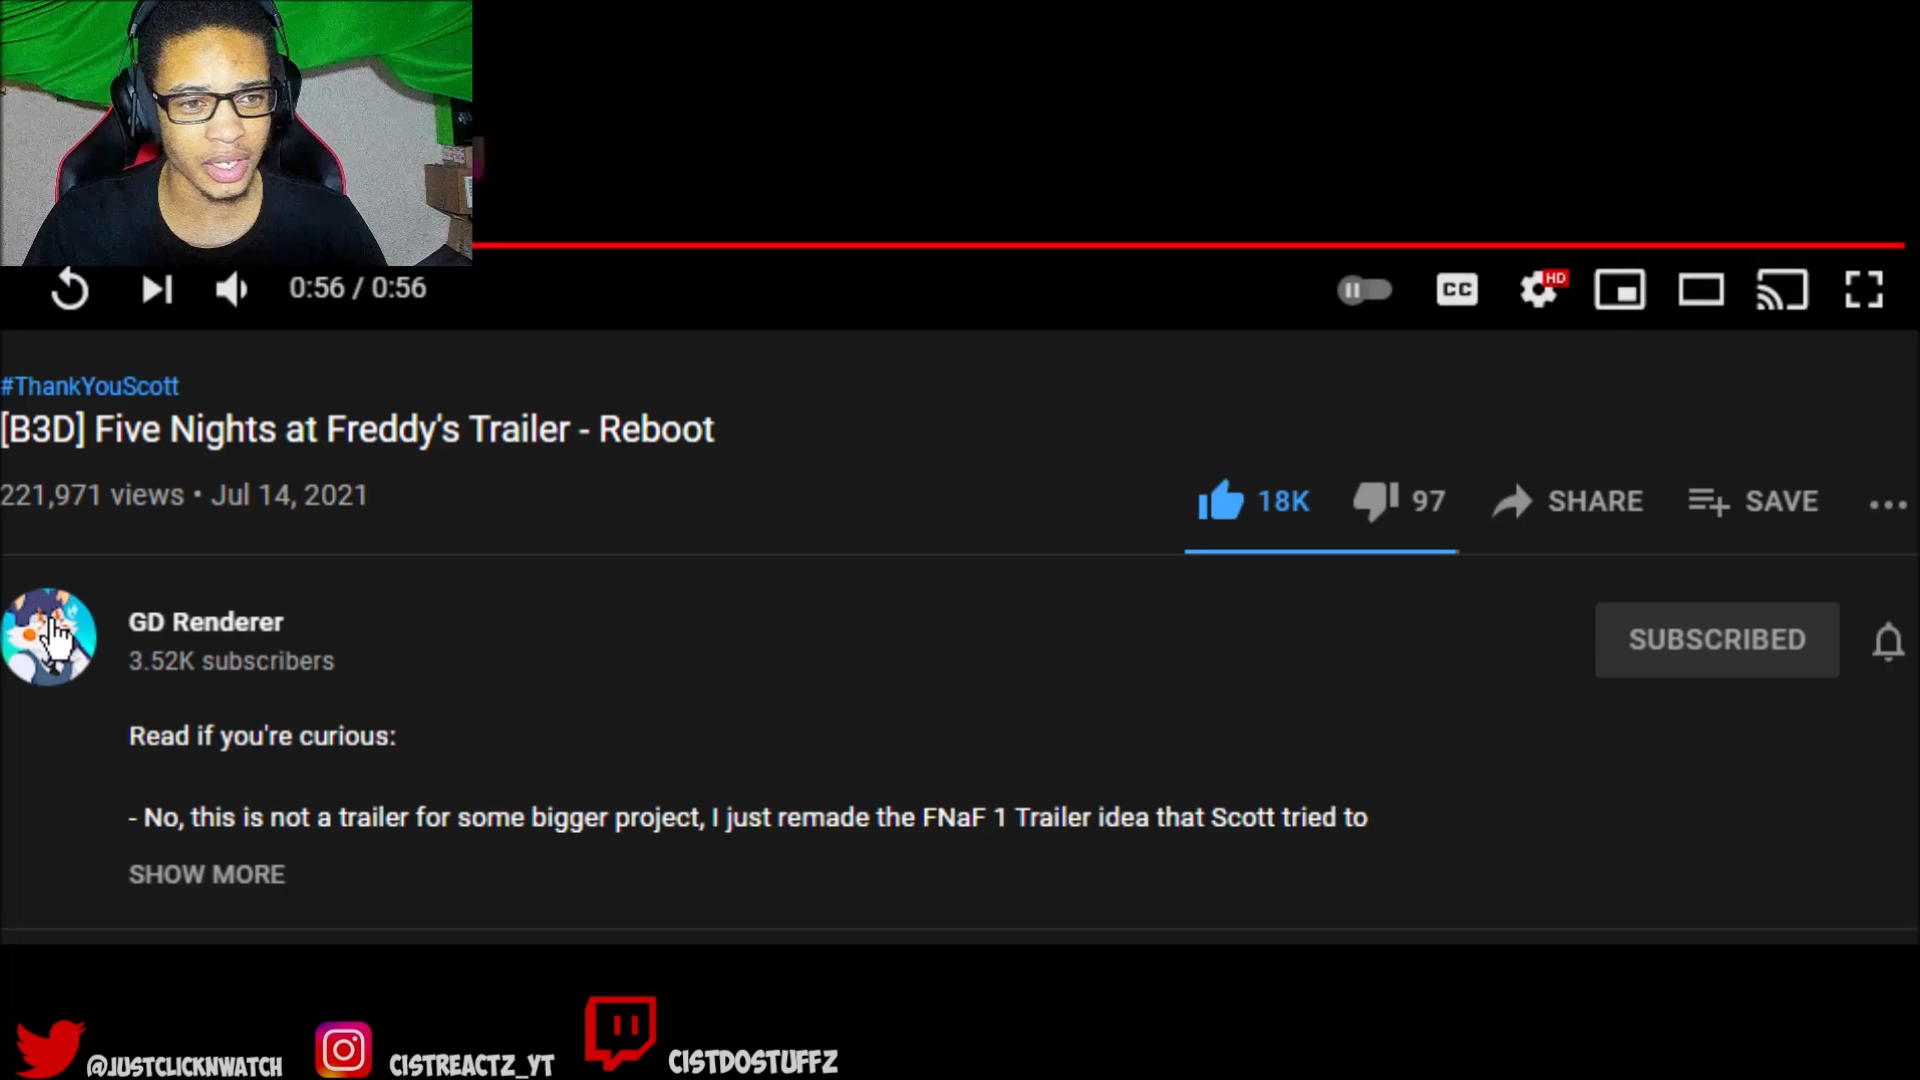 0:56 / 0:56
CC
HD
#ThankYouScott
[B3D] Five Nights at Freddy's Trailer - Reboot
221,971 views • Jul 14, 2021
18K
97
SHARE
SAVE
GD Renderer
3.52K subscribers
SUBSCRIBED
Read if you're curious:
- No, this is not a trailer for some bigger project, I just remade the FNaF 1 Trailer idea that Scott tried to
SHOW MORE
@JUSTCLICKNWATCH
CISTREACTZ_YT
CISTDOSTUFFZ